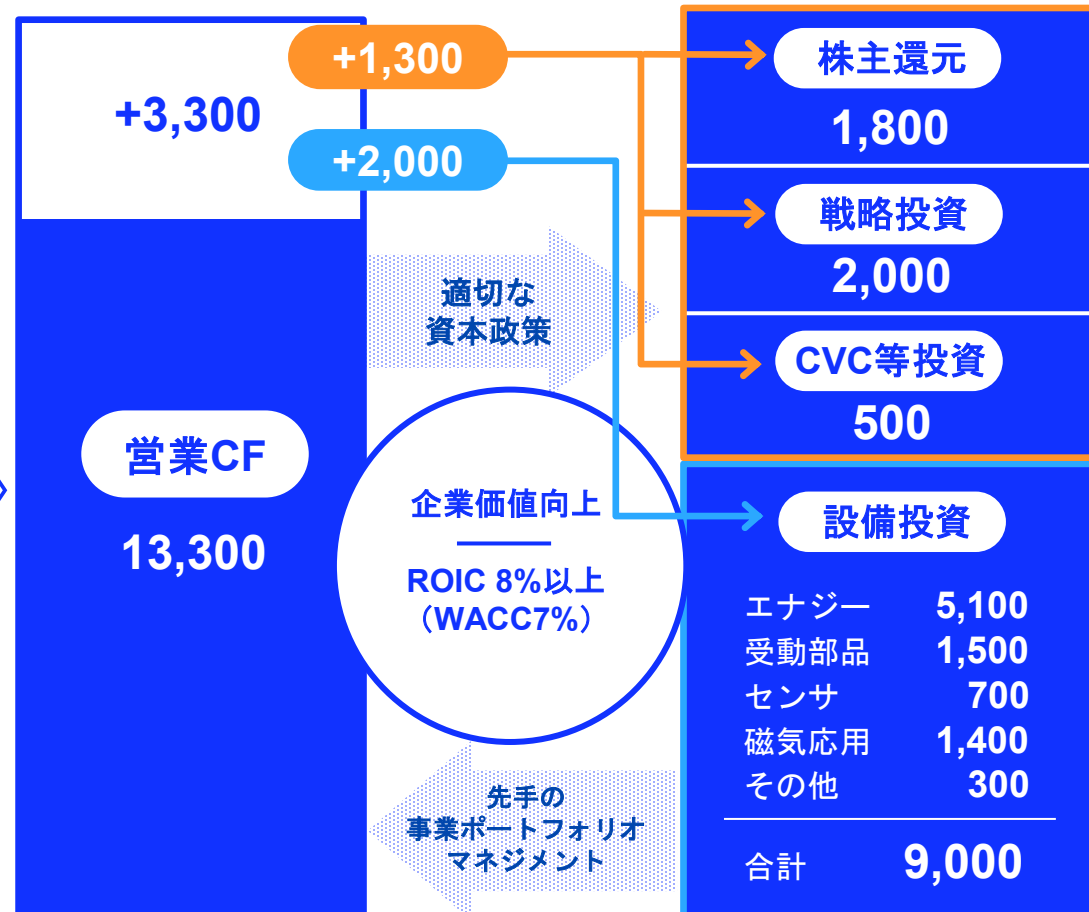 +3,300
+1,300
+2,000
営業CF
13,300
適切な
資本政策
企業価値向上
ROIC 8%以上
(WACC7%)
先手の
事業ポートフォリオ
マネジメント
株主還元
1,800
戦略投資
2,000
CVC等投資
500
設備投資
エナジー 5,100
受動部品 1,500
センサ 700
磁気応用 1,400
その他 300
合計 9,000